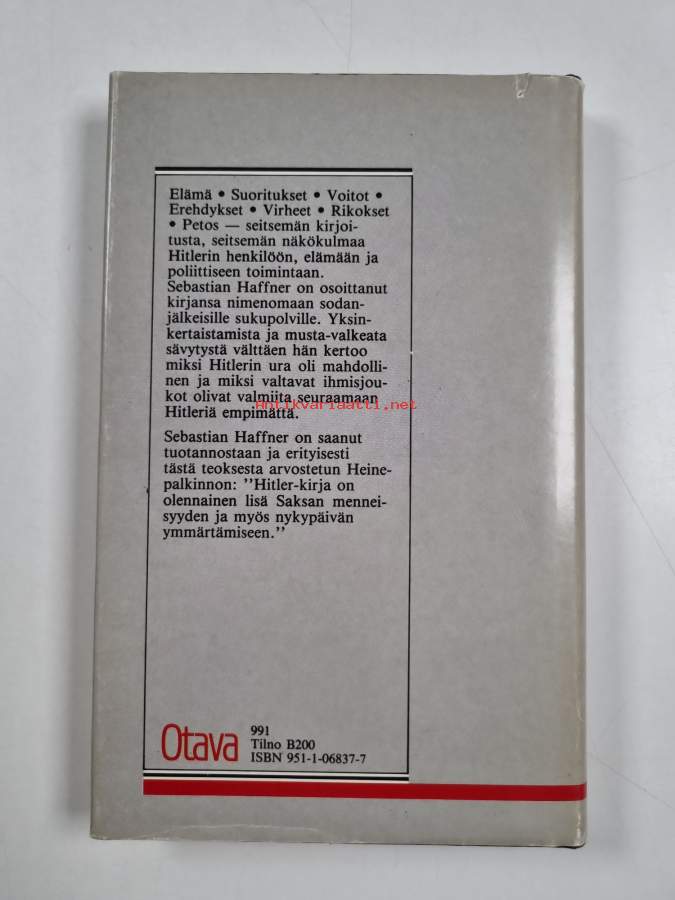 Elämä • Suoritukset • Voitot •
Erehdykset • Virheet • Rikokset
• Petos — seitsemän kirjoi-
tusta, seitsemän näkökulmaa
Hitlerin henkilöön, elämään ja
poliittiseen toimintaan.
Sebastian Haffner on osoittanut
kirjansa nimenomaan sodan-
jälkeisille sukupolville. Yksin-
kertaistamista ja musta-valkeata
sävytystä välttäen hän kertoo
miksi Hitlerin ura oli mahdolli-
nen ja miksi valtavat ihmisjou-
kot olivat valmiita seuraamaan
Antikvariaatti.net
Hitleriä empimättä.
Sebastian Haffner on saanut
tuotannostaan ja erityisesti
tästä teoksesta arvostetun Heine-
palkinnon: ”Hitler-kirja on
olennainen lisä Saksan mennei-
syyden ja myös nykypäivän
ymmärtämiseen.”
Otava
991
Tilno B200
ISBN 951-1-06837-7